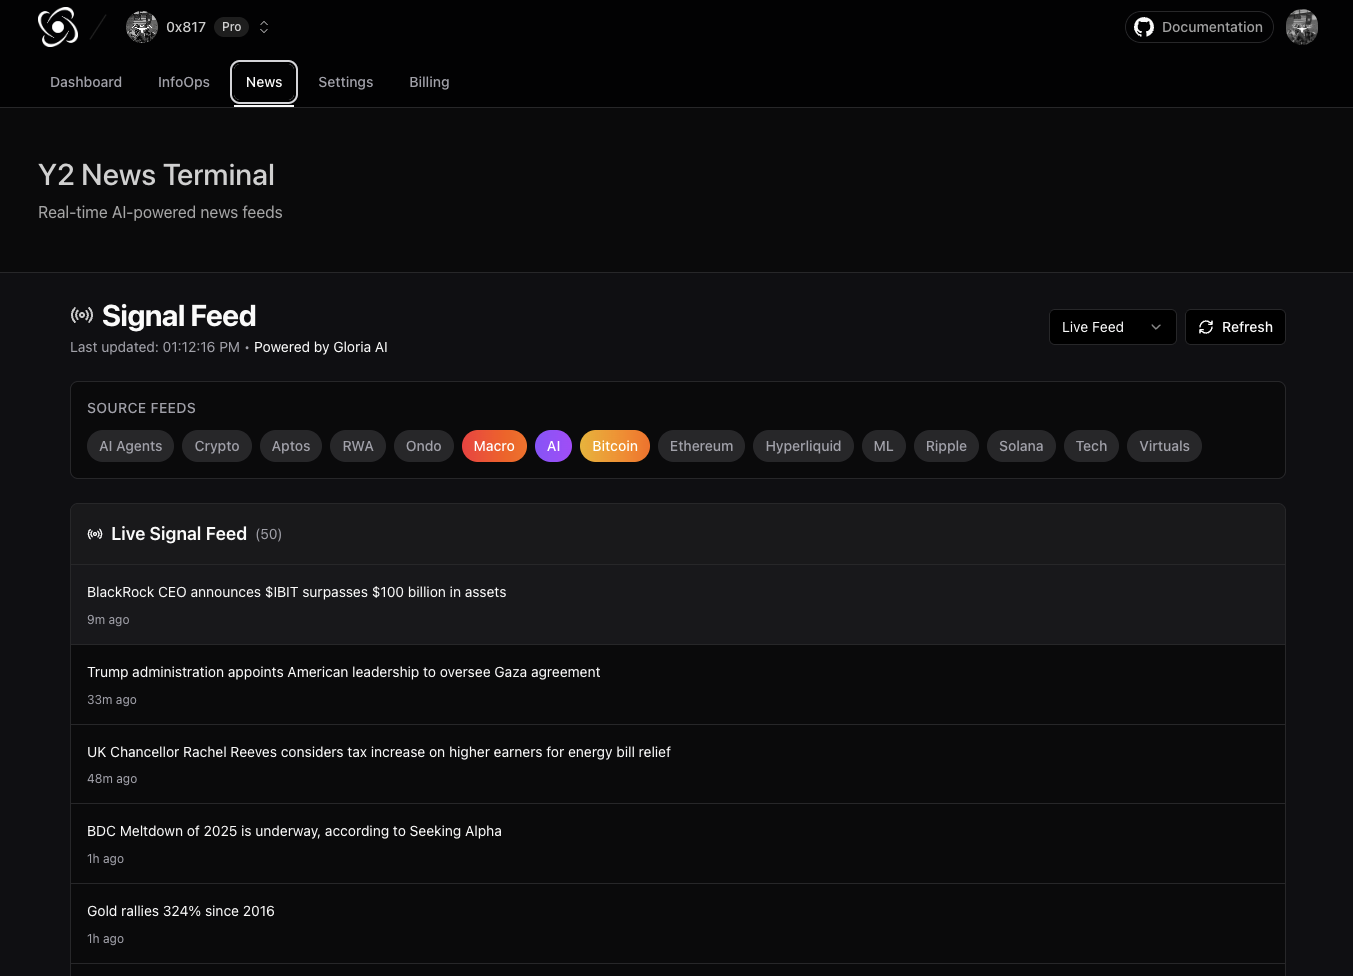 0x817 Pro
Documentation
Dashboard InfoOps News Settings Billing
Y2 News Terminal
Real-time AI-powered news feeds
Signal Feed
Last updated: 01:12:16 PM • Powered by Gloria AI
Live Feed
Refresh
SOURCE FEEDS
AI Agents Crypto Aptos RWA Ondo Macro AI Bitcoin Ethereum Hyperliquid ML Ripple Solana Tech Virtuals
Live Signal Feed (50)
BlackRock CEO announces $IBIT surpasses $100 billion in assets
9m ago
Trump administration appoints American leadership to oversee Gaza agreement
33m ago
UK Chancellor Rachel Reeves considers tax increase on higher earners for energy bill relief
48m ago
BDC Meltdown of 2025 is underway, according to Seeking Alpha
1h ago
Gold rallies 324% since 2016
1h ago